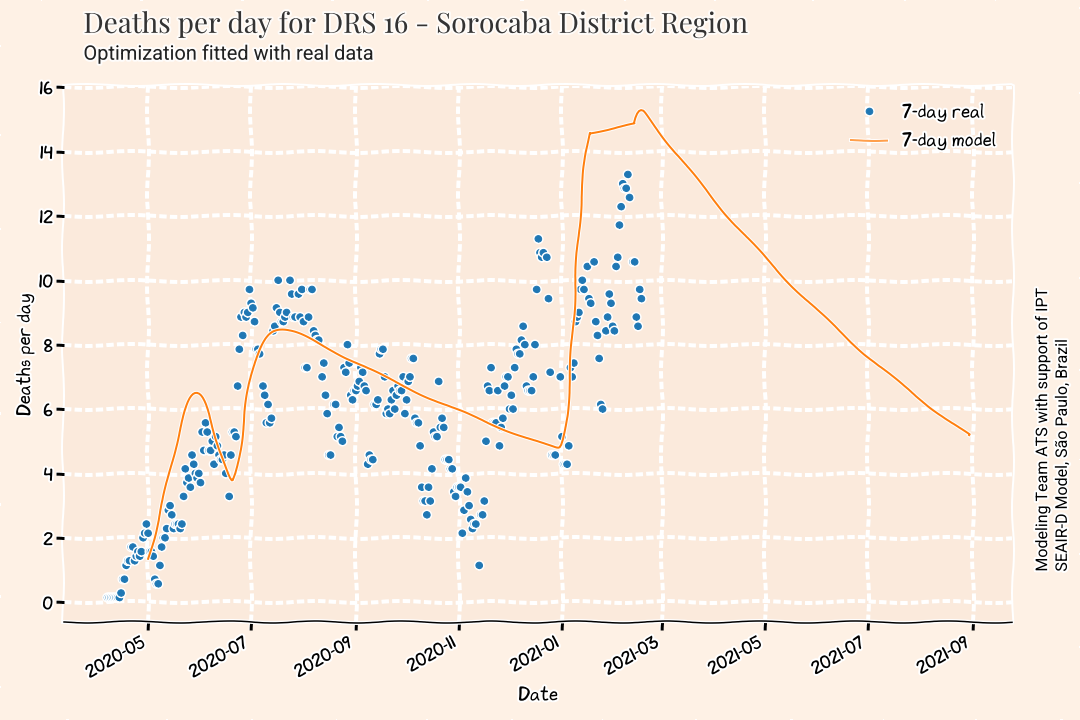 Deaths per day for DRS 16 - Sorocaba District Region
Optimization fitted with real data
16
14
12
10
8
6
4
2
0
Deaths per day
7-day real
7-day model
2020-05
2020-07
2020-09
2020-11
2021-01
2021-03
2021-05
2021-07
2021-09
Date
Modeling Team ATS with support of IPT
SEAIR-D Model, São Paulo, Brazil